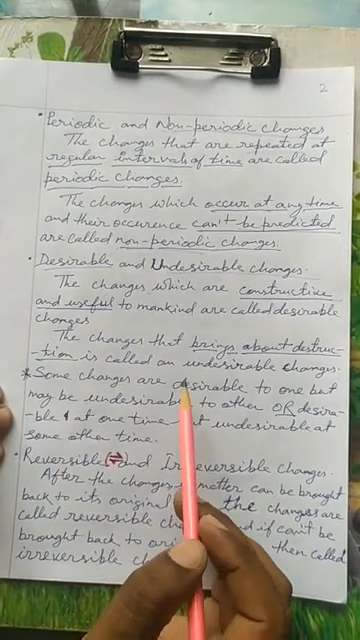 2
• Periodic and Non-periodic Changes
The changes that are repeated at
regular intervals of time are called
periodic changes.
The changes which occur at any time
and their occurence can't be predicted
are called non-periodic changes.
• Desirable and Undesirable changes.
The changes which are constructive
and useful to mankind are called desirable
changes
The changes that brings about destruc-
-tion is called an undesirable changes.
* Some changes are desirable to one but
may be undesirable to other OR desira-
-ble at one time undesirable at
some other time.
• Reversible (⇌) and Irreversible changes.
After the changes matter can be brought
back to its original the changes are
called reversible and if can't be
brought back to then called
irreversible